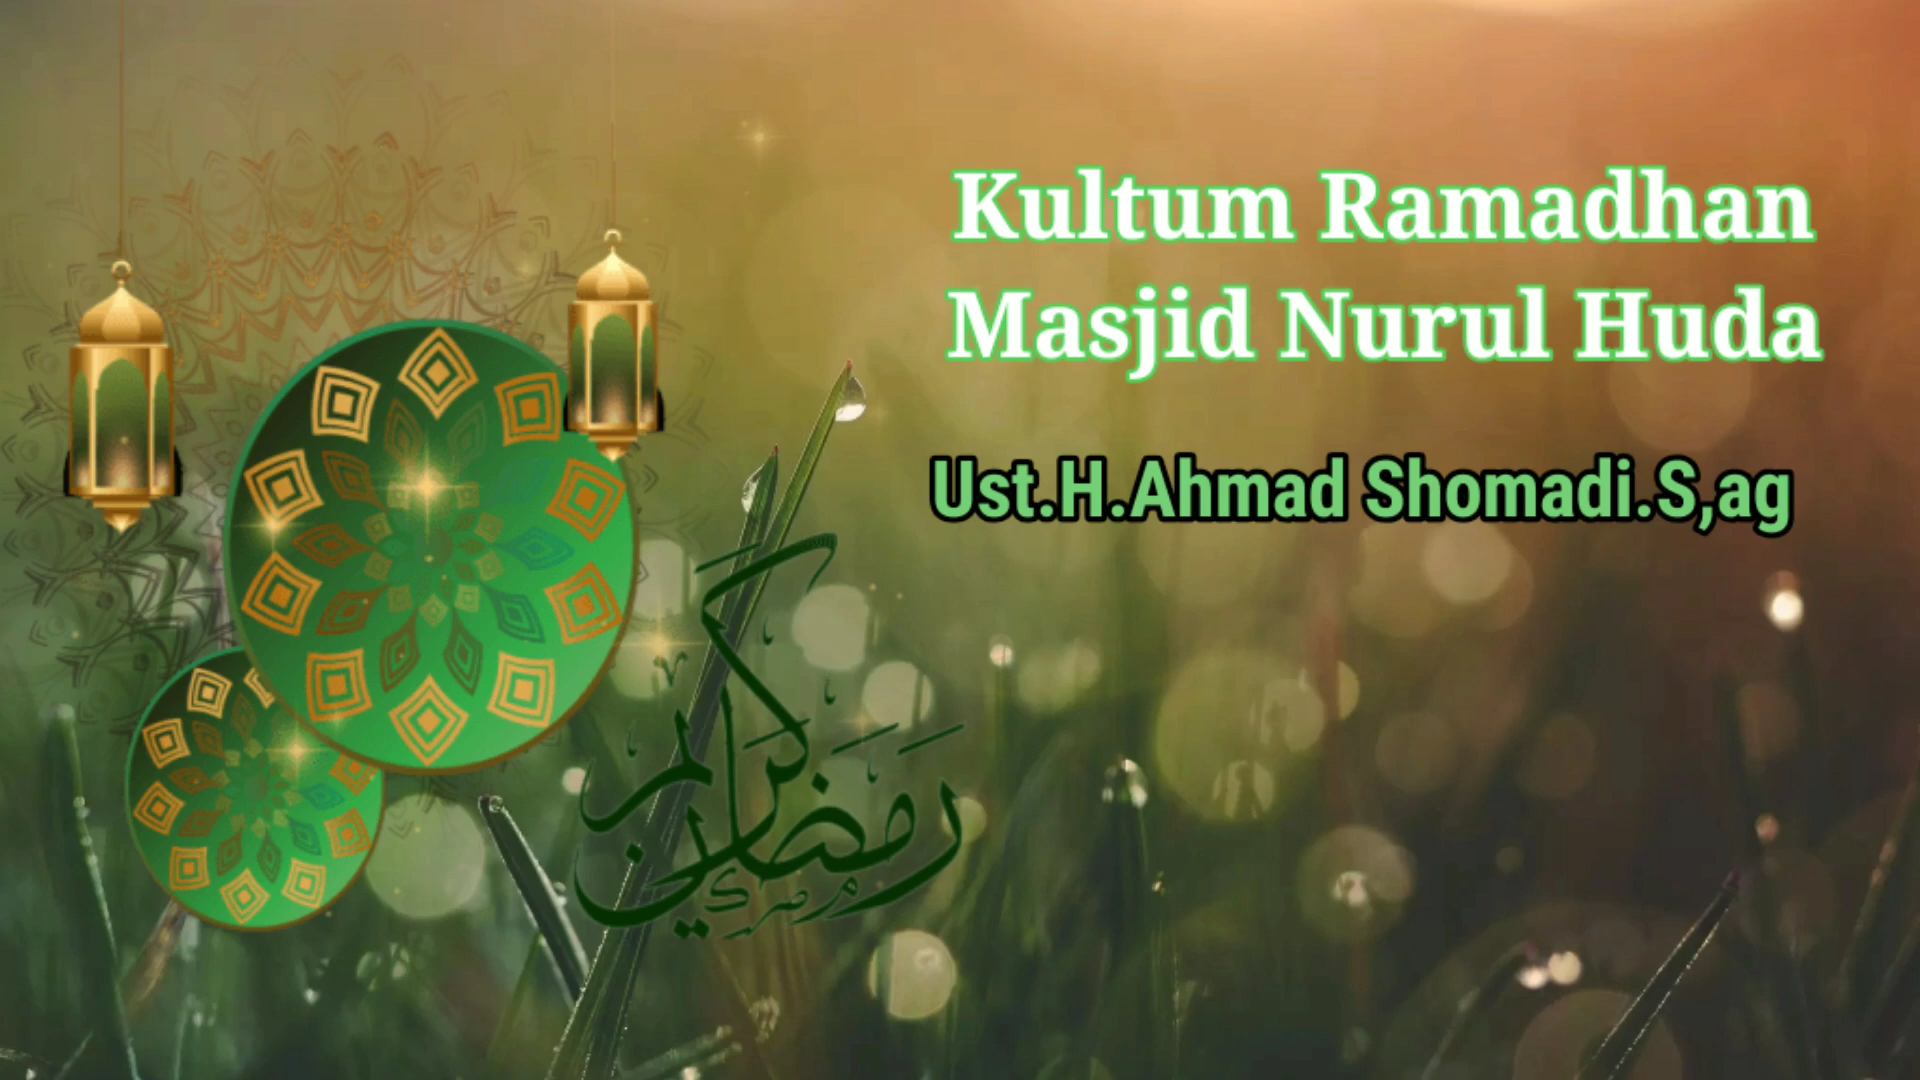 Kultum Ramadhan
Masjid Nurul Huda
Ust.H.Ahmad Shomadi.S,ag
رمضان كريم